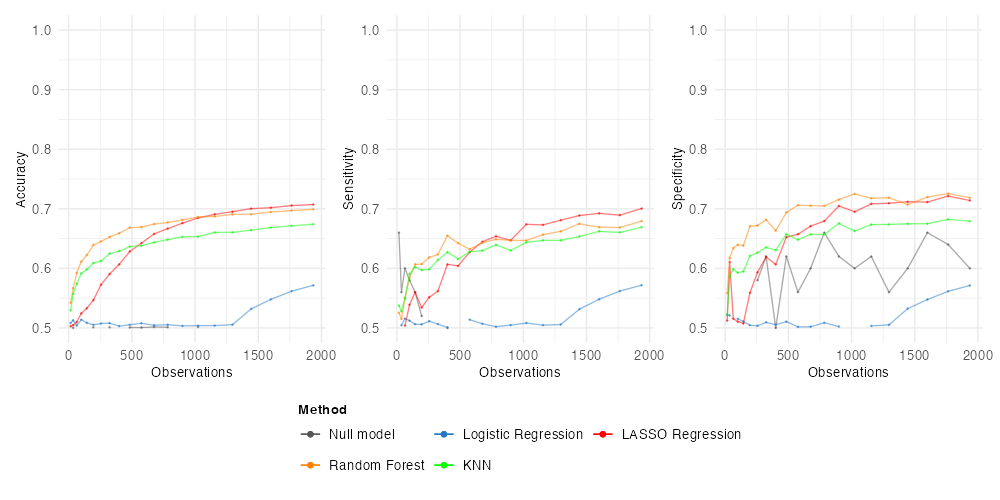 1.0 1.0 1.0
0.9 0.9 0.9
0.8 0.8 0.8
Accuracy Sensitivity Specificity
0.7 0.7 0.7
0.6 0.6 0.6
0.5 0.5 0.5
0 500 1000 1500 2000 0 500 1000 1500 2000 0 500 1000 1500 2000
Observations Observations Observations
Method
Null model Logistic Regression LASSO Regression
Random Forest KNN